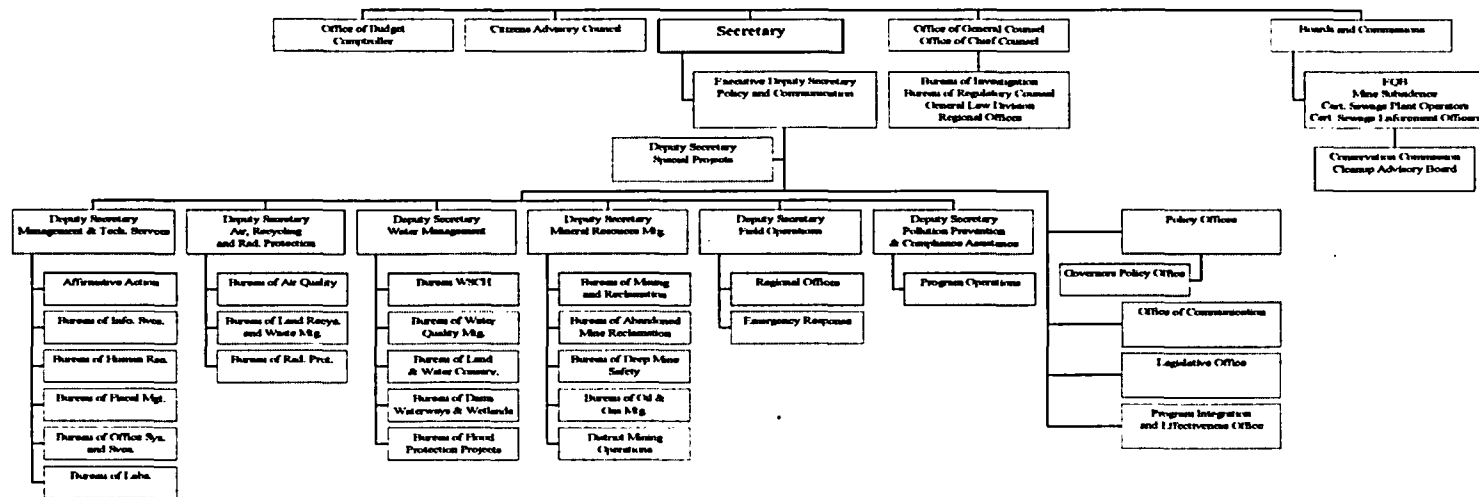 Office of Budget
Comptroller
Citizens Advisory Council
Secretary
Office of General Counsel
Office of Chief Counsel
Boards and Commissions
Executive Deputy Secretary
Policy and Communication
Bureau of Investigation
Bureau of Regulatory Counsel
General Law Division
Regional Offices
EQB
Mine Subsidence
Cert. Sewage Plant Operators
Cert. Sewage Enforcement Officers
Deputy Secretary
Special Projects
Conservation Commission
Cleanup Advisory Board
Deputy Secretary
Management & Tech. Services
Deputy Secretary
Air, Recycling
and Rad. Protection
Deputy Secretary
Water Management
Deputy Secretary
Mineral Resources Mtg.
Deputy Secretary
Field Operations
Deputy Secretary
Pollution Prevention
& Compliance Assistance
Policy Offices
Governors Policy Office
Affirmative Action
Bureau of Info. Svcs.
Bureau of Human Res.
Bureau of Fiscal Mgt.
Bureau of Office Sys.
and Svcs.
Bureau of Labs.
Bureau of Air Quality
Bureau of Land Recyc.
and Waste Mtg.
Bureau of Rad. Prot.
Bureau WSCH
Bureau of Water
Quality Mtg.
Bureau of Land
& Water Conserv.
Bureau of Dams
Waterways & Wetlands
Bureau of Flood
Protection Projects
Bureau of Mining
and Reclamation
Bureau of Abandoned
Mine Reclamation
Bureau of Deep Mine
Safety
Bureau of Oil &
Gas Mtg.
District Mining
Operations
Regional Offices
Emergency Response
Program Operations
Office of Communication
Legislative Office
Program Integration
and Effectiveness Office